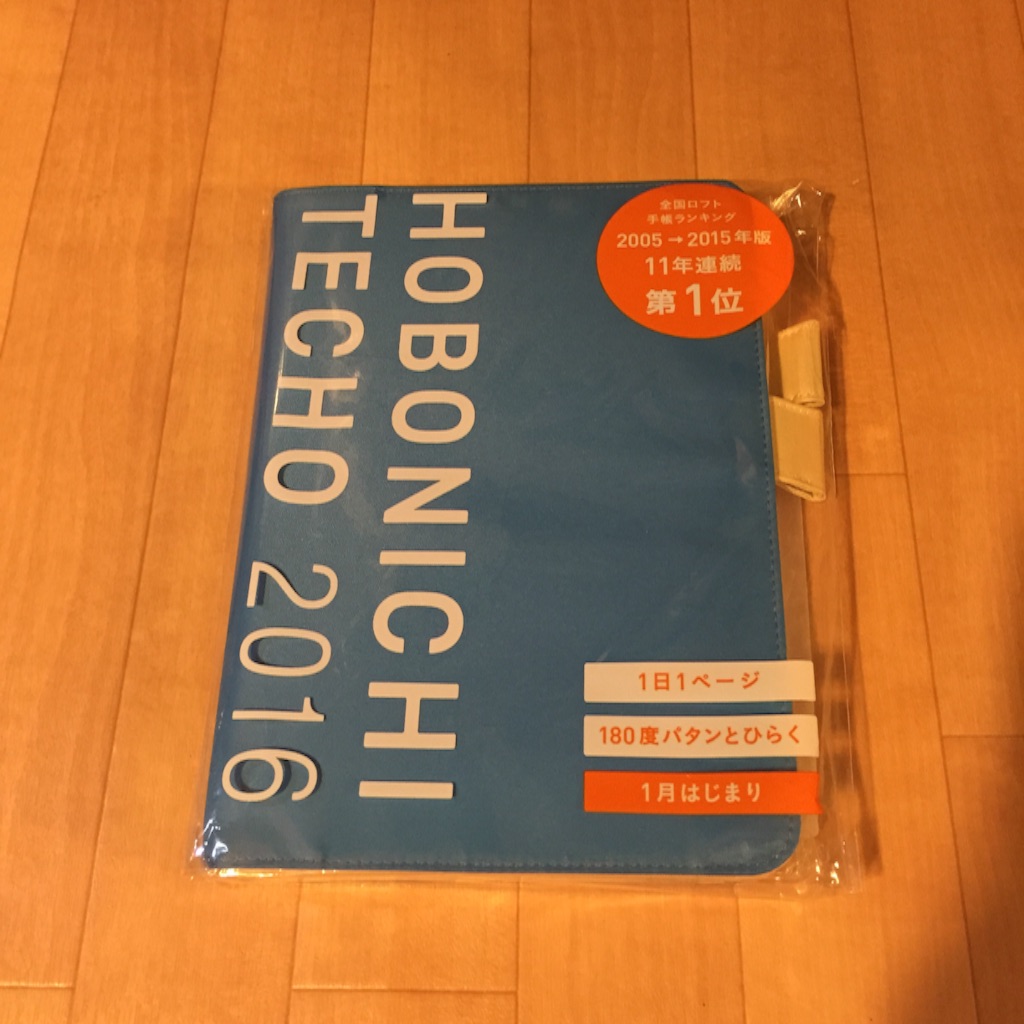 HOBONICHI
TECHO 2016
全国ロフト
手帳ランキング
2005→2015年版
11年連続
第1位
1日1ページ
180度パタンとひらく
1月はじまり